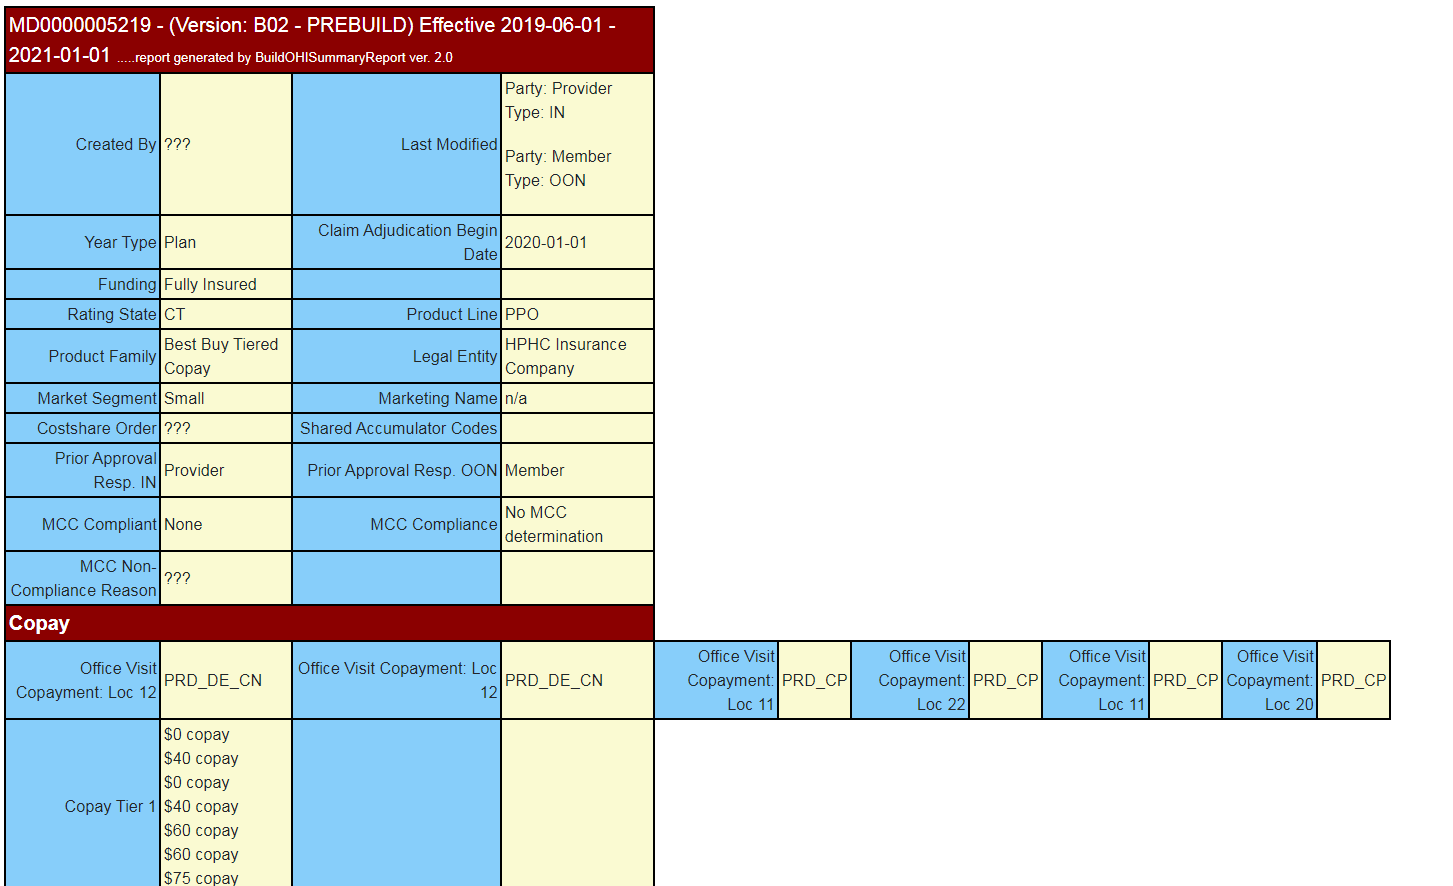 MD0000005219 - (Version: B02 - PREBUILD) Effective 2019-06-01 -
2021-01-01 .....report generated by BuildOHISummaryReport ver. 2.0
Created By
???
Last Modified
Party: Provider
Type: IN
Party: Member
Type: OON
Year Type
Plan
Claim Adjudication Begin
Date
2020-01-01
Funding
Fully Insured
Rating State
CT
Product Line
PPO
Product Family
Best Buy Tiered
Copay
Legal Entity
HPHC Insurance
Company
Market Segment
Small
Marketing Name
n/a
Costshare Order
???
Shared Accumulator Codes
Prior Approval
Resp. IN
Provider
Prior Approval Resp. OON
Member
MCC Compliant
None
MCC Compliance
No MCC
determination
MCC Non-
Compliance Reason
???
Copay
Office Visit
Copayment: Loc 12
PRD_DE_CN
Office Visit Copayment: Loc
12
PRD_DE_CN
Office Visit
Copayment:
Loc 11
PRD_CP
Office Visit
Copayment:
Loc 22
PRD_CP
Office Visit
Copayment:
Loc 11
PRD_CP
Office Visit
Copayment:
Loc 20
PRD_CP
Copay Tier 1
$0 copay
$40 copay
$0 copay
$40 copay
$60 copay
$60 copay
$75 copay